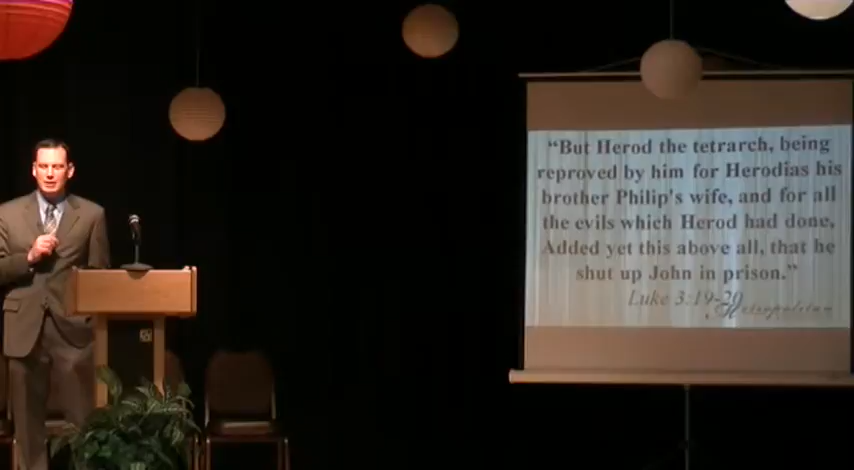 “But Herod the tetrarch, being
reproved by him for Herodias his
brother Philip's wife, and for all
the evils which Herod had done,
Added yet this above all, that he
shut up John in prison.”
Luke 3:19-20
Metropolitan